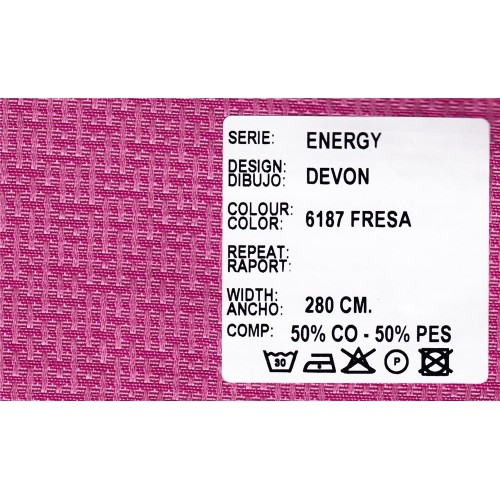 SERIE: ENERGY
DESIGN:
DIBUJO: DEVON
COLOUR:
COLOR: 6187 FRESA
REPEAT:
RAPORT:
WIDTH:
ANCHO: 280 CM.
COMP: 50% CO - 50% PES
30 P